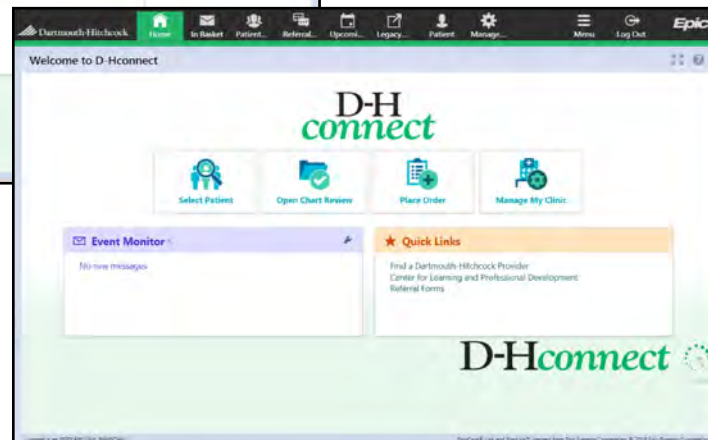 Dartmouth-Hitchcock
Home In Basket Patient... Referral... Upcomi... Legacy... Patient Manage... Menu Log Out Epic
Welcome to D-Hconnect
D-H
connect
Select Patient Open Chart Review Place Order Manage My Clinic
Event Monitor
No new messages
Quick Links
Find a Dartmouth-Hitchcock Provider
Center for Learning and Professional Development
Referral Forms
D-Hconnect